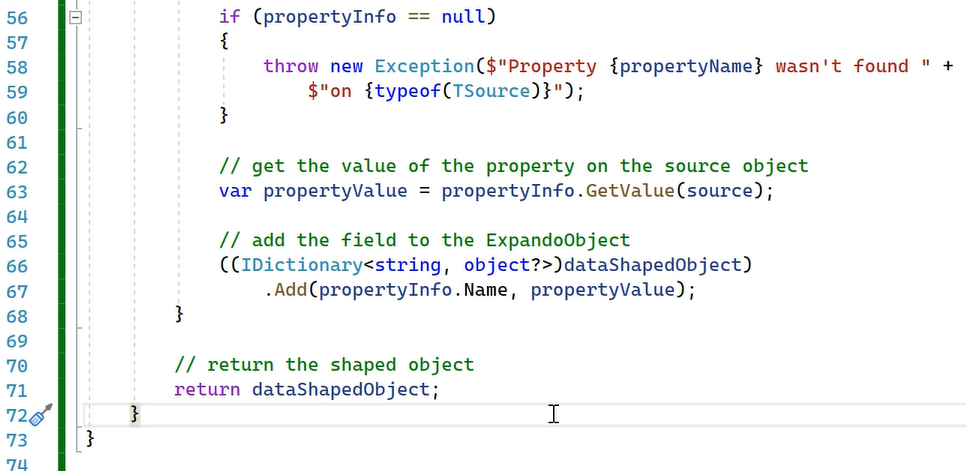 56 if (propertyInfo == null)
57 {
58 throw new Exception($"Property {propertyName} wasn't found " +
59 $"on {typeof(TSource)}");
60 }
61
62 // get the value of the property on the source object
63 var propertyValue = propertyInfo.GetValue(source);
64
65 // add the field to the ExpandoObject
66 ((IDictionary<string, object?>)dataShapedObject)
67 .Add(propertyInfo.Name, propertyValue);
68 }
69
70 // return the shaped object
71 return dataShapedObject;
72 }
73 }
74